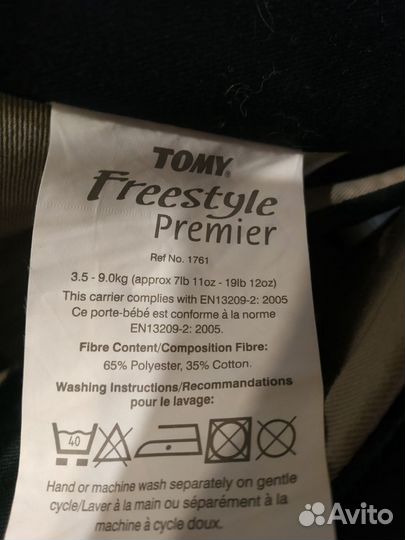 TOMY®
Freestyle
Premier
Ref No. 1761
3.5 - 9.0kg (approx 7lb 11oz - 19lb 12oz)
This carrier complies with EN13209-2: 2005
Ce porte-bébé est conforme à la norme
EN13209-2: 2005.
Fibre Content/Composition Fibre:
65% Polyester, 35% Cotton.
Washing Instructions/Recommandations
pour le lavage:
40
Hand or machine wash separately on gentle
cycle/Laver à la main ou séparément à la
machine à cycle doux.
Avito